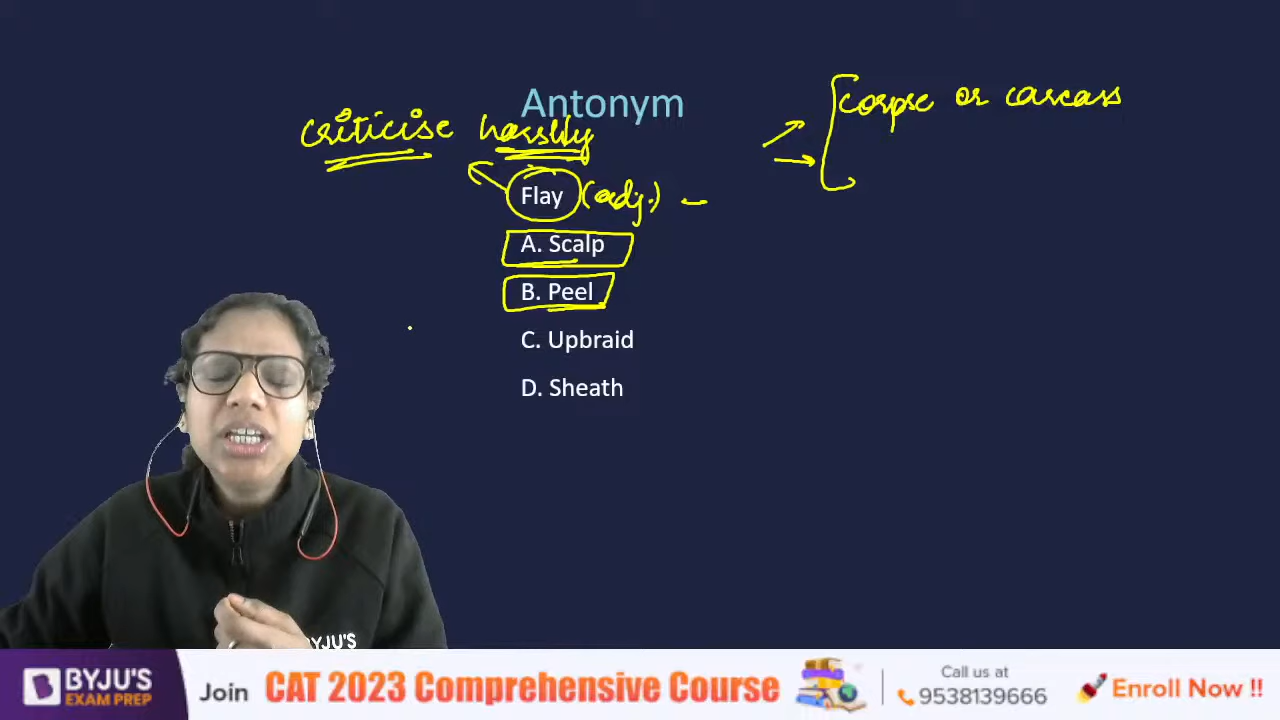 Antonym
corpse or carcass
criticise harshly
Flay (adj.) -
A. Scalp
B. Peel
C. Upbraid
D. Sheath
BYJU'S
BYJU'S
EXAM PREP
Join CAT 2023 Comprehensive Course
Call us at
9538139666
Enroll Now !!